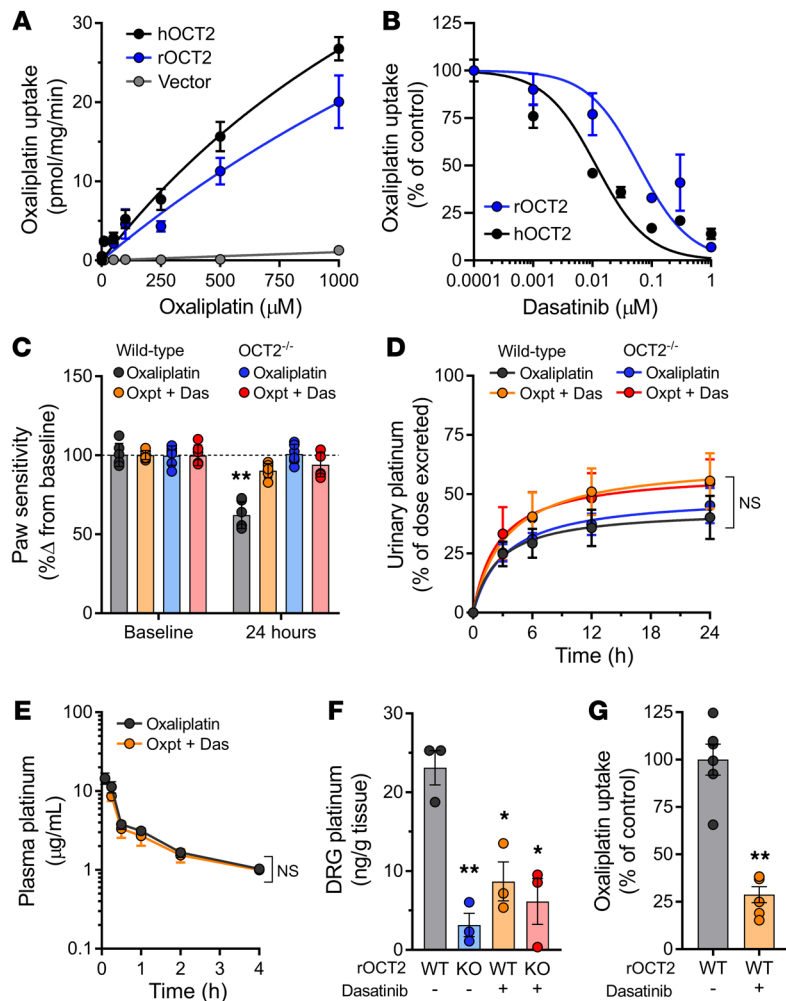 A
hOCT2
rOCT2
Vector
Oxaliplatin uptake
(pmol/mg/min)
30
20
10
0
0
250
500
750
1000
Oxaliplatin (μM)
B
Oxaliplatin uptake
(% of control)
125
100
75
50
25
0
rOCT2
hOCT2
0.0001
0.001
0.01
0.1
1
Dasatinib (μM)
C
Wild-type
OCT2-/-
Oxaliplatin
Oxaliplatin
Oxpt + Das
Oxpt + Das
Paw sensitivity
(%Δ from baseline)
150
100
50
0
**
Baseline
24 hours
D
Wild-type
OCT2-/-
Oxaliplatin
Oxaliplatin
Oxpt + Das
Oxpt + Das
Urinary platinum
(% of dose excreted)
100
75
50
25
0
NS
0
6
12
18
24
Time (h)
E
Oxaliplatin
Oxpt + Das
Plasma platinum
(μg/mL)
100
10
1
0.1
NS
0
1
2
3
4
Time (h)
F
DRG platinum
(ng/g tissue)
30
20
10
0
**
*
*
rOCT2 WT KO WT KO
Dasatinib - - + +
G
Oxaliplatin uptake
(% of control)
125
100
75
50
25
0
**
rOCT2 WT WT
Dasatinib - +